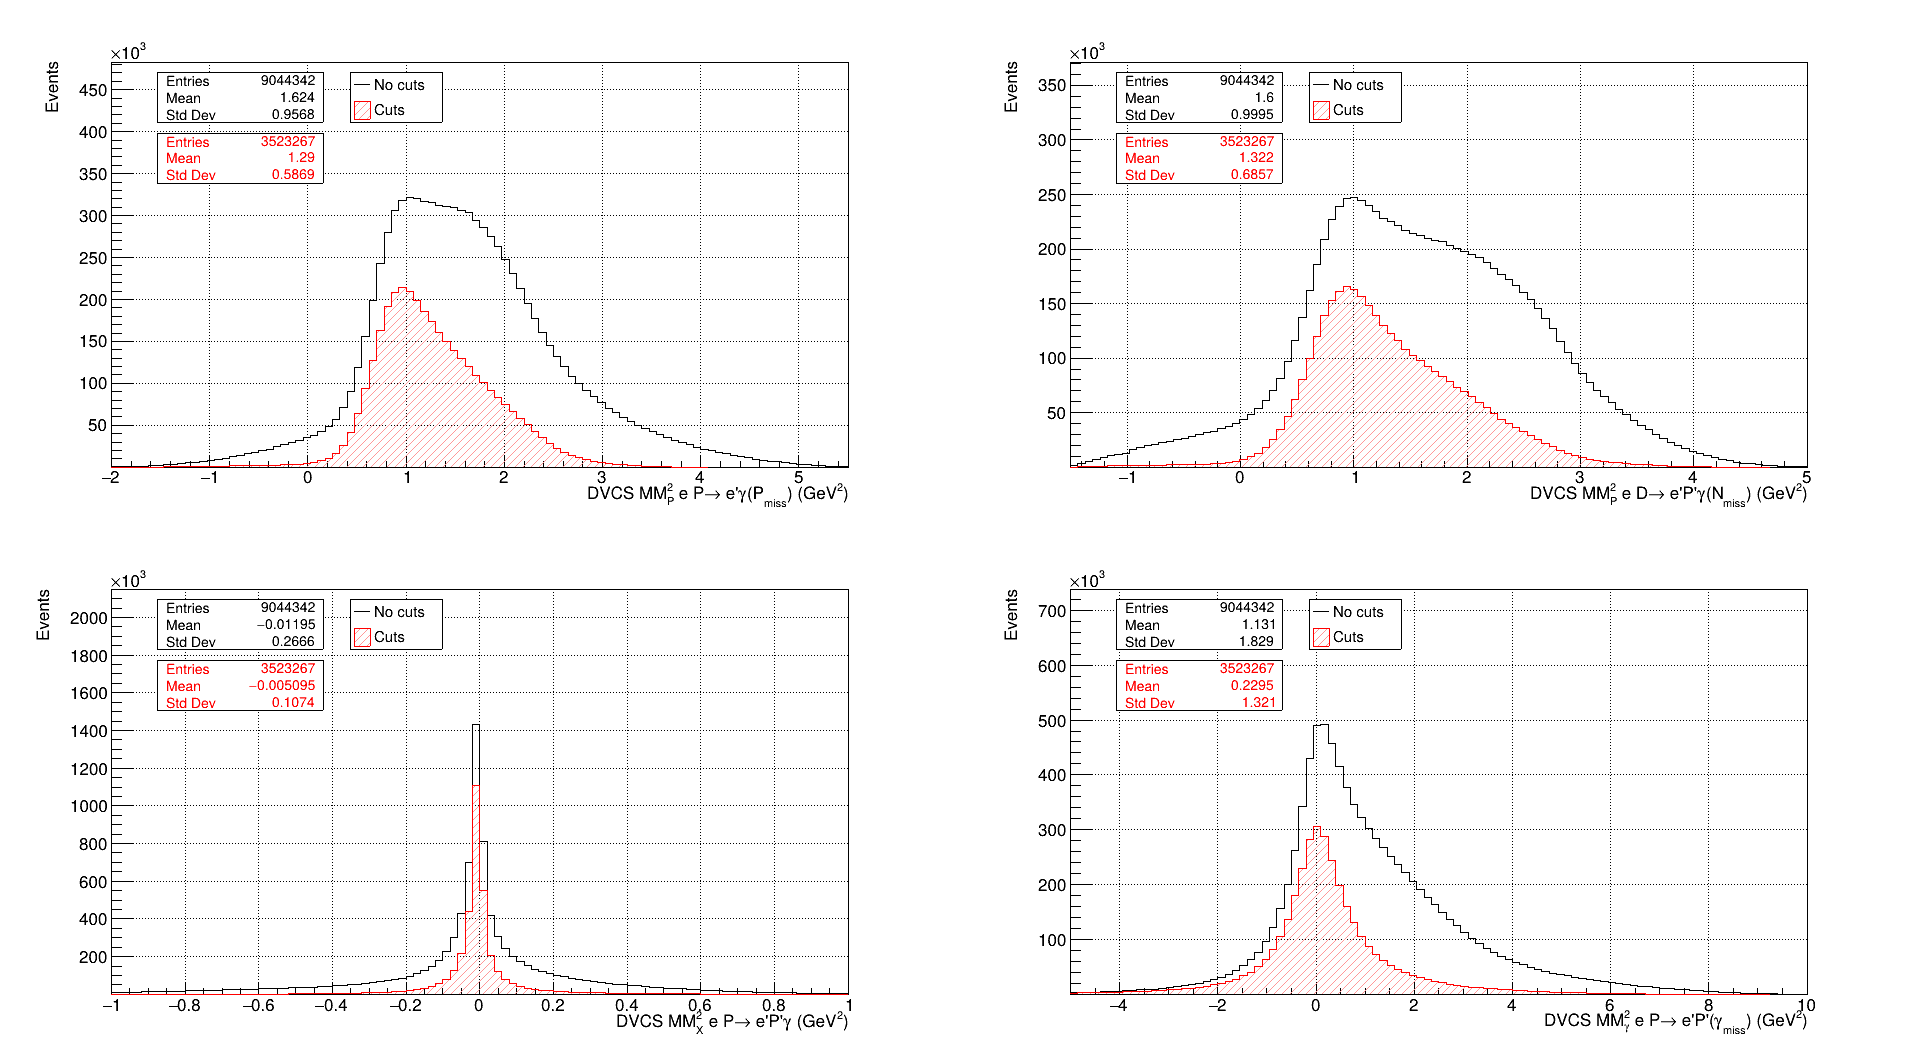 ×10³
Events
Entries 9044342
Mean 1.624
Std Dev 0.9568
Entries 3523267
Mean 1.29
Std Dev 0.5869
No cuts
Cuts
450
400
350
300
250
200
150
100
50
−2 −1 0 1 2 3 4 5
DVCS MM²_P e P→ e'γ(P_miss) (GeV²)
×10³
Events
Entries 9044342
Mean 1.6
Std Dev 0.9995
Entries 3523267
Mean 1.322
Std Dev 0.6857
No cuts
Cuts
350
300
250
200
150
100
50
−1 0 1 2 3 4 5
DVCS MM²_P e D→ e'P'γ(N_miss) (GeV²)
×10³
Events
Entries 9044342
Mean −0.01195
Std Dev 0.2666
Entries 3523267
Mean −0.005095
Std Dev 0.1074
No cuts
Cuts
2000
1800
1600
1400
1200
1000
800
600
400
200
−1 −0.8 −0.6 −0.4 −0.2 0 0.2 0.4 0.6 0.8 1
DVCS MM²_X e P→ e'P'γ (GeV²)
×10³
Events
Entries 9044342
Mean 1.131
Std Dev 1.829
Entries 3523267
Mean 0.2295
Std Dev 1.321
No cuts
Cuts
700
600
500
400
300
200
100
−4 −2 0 2 4 6 8 10
DVCS MM²_γ e P→ e'P'(γ_miss) (GeV²)